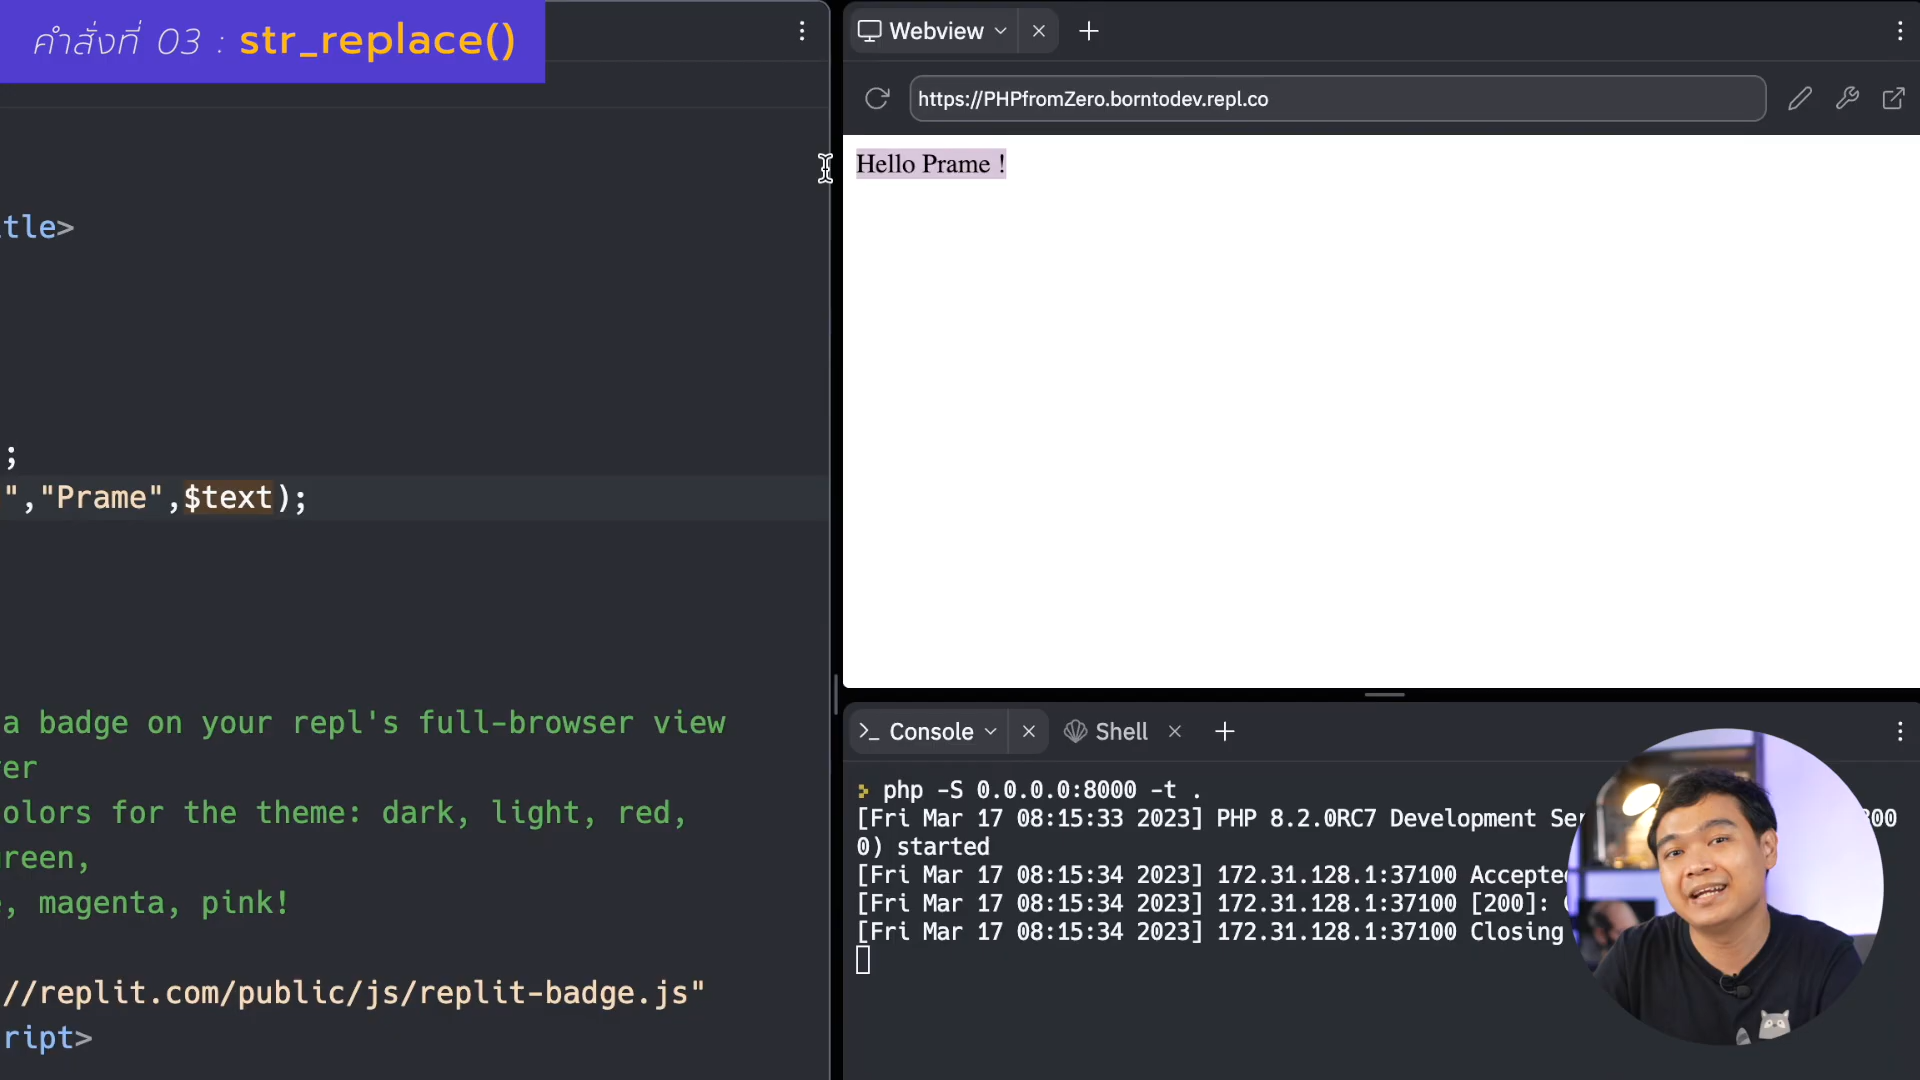 คำสั่งที่ 03 : str_replace()
tle>
;
","Prame",$text);
a badge on your repl's full-browser view
er
olors for the theme: dark, light, red,
reen,
, magenta, pink!
//replit.com/public/js/replit-badge.js"
ript>
Webview
https://PHPfromZero.borntodev.repl.co
Hello Prame !
Console
Shell
php -S 0.0.0.0:8000 -t .
[Fri Mar 17 08:15:33 2023] PHP 8.2.0RC7 Development Se
00
0) started
[Fri Mar 17 08:15:34 2023] 172.31.128.1:37100 Accepte
[Fri Mar 17 08:15:34 2023] 172.31.128.1:37100 [200]:
[Fri Mar 17 08:15:34 2023] 172.31.128.1:37100 Closing